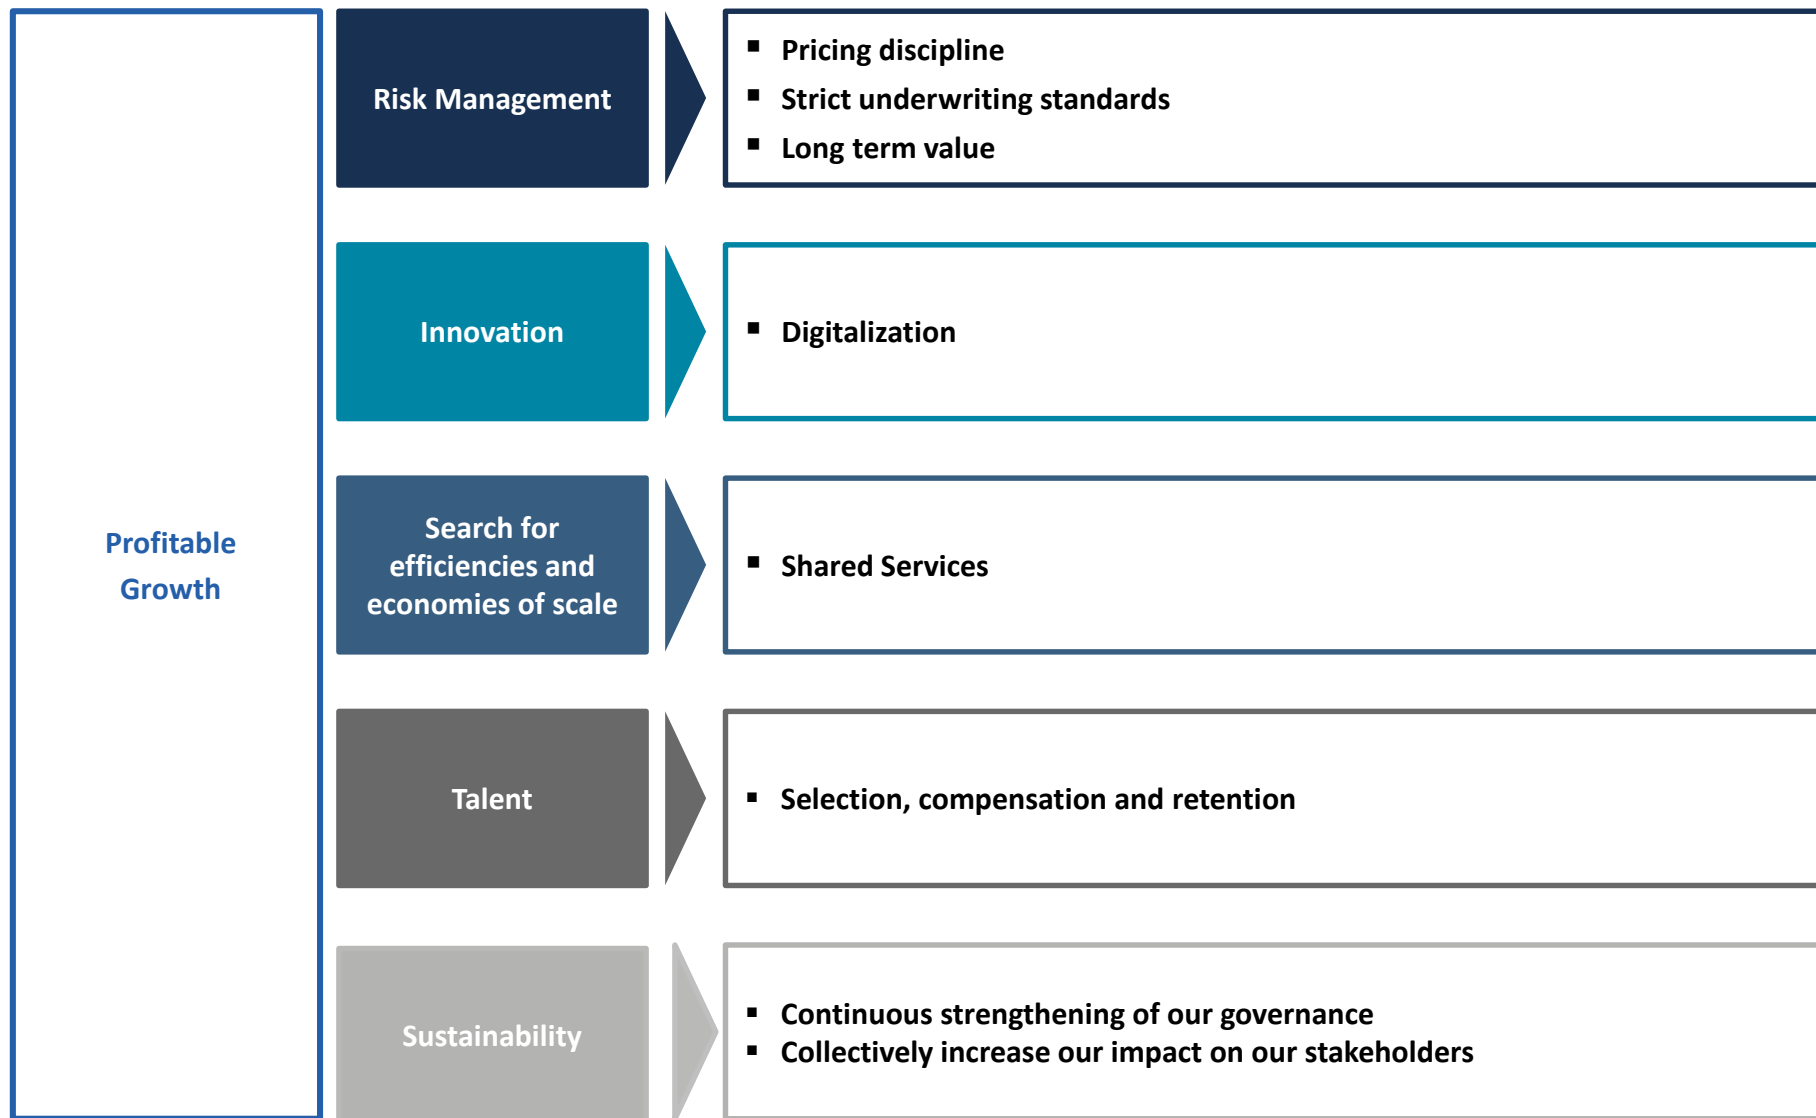 Profitable
Growth
Risk Management
▪ Pricing discipline
▪ Strict underwriting standards
▪ Long term value
Innovation
▪ Digitalization
Search for
efficiencies and
economies of scale
▪ Shared Services
Talent
▪ Selection, compensation and retention
Sustainability
▪ Continuous strengthening of our governance
▪ Collectively increase our impact on our stakeholders